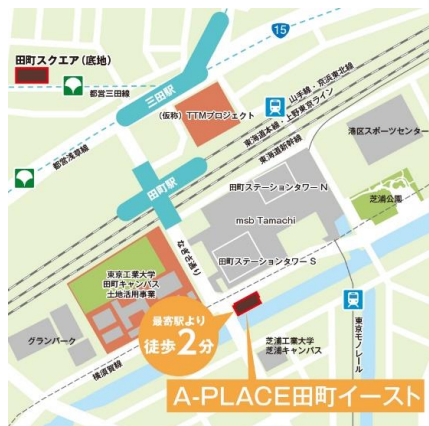 田町スクエア(底地)
15
三田駅
都営三田線
(仮称)TTMプロジェクト
山手線・京浜東北線
東海道本線・上野東京ライン
東海道新幹線
港区スポーツセンター
都営浅草線
田町駅
田町ステーションタワー N
芝浦公園
msb Tamachi
なぎさ通り
田町ステーションタワー S
東京工業大学
田町キャンパス
土地活用事業
最寄駅より
徒歩2分
グランパーク
横須賀線
芝浦工業大学
芝浦キャンパス
東京モノレール
A-PLACE田町イースト